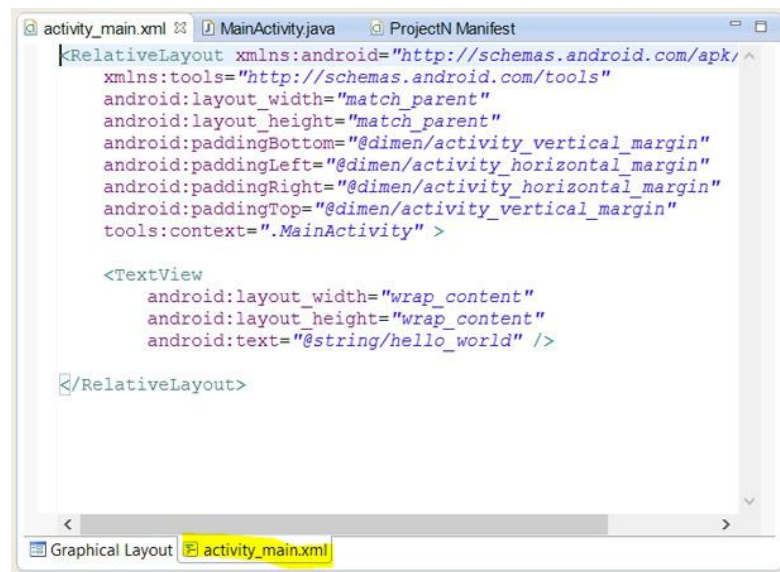 activity_main.xml MainActivity.java ProjectN Manifest
<RelativeLayout xmlns:android="http://schemas.android.com/apk/
xmlns:tools="http://schemas.android.com/tools"
android:layout_width="match_parent"
android:layout_height="match_parent"
android:paddingBottom="@dimen/activity_vertical_margin"
android:paddingLeft="@dimen/activity_horizontal_margin"
android:paddingRight="@dimen/activity_horizontal_margin"
android:paddingTop="@dimen/activity_vertical_margin"
tools:context=".MainActivity" >
<TextView
android:layout_width="wrap_content"
android:layout_height="wrap_content"
android:text="@string/hello_world" />
</RelativeLayout>
Graphical Layout activity_main.xml